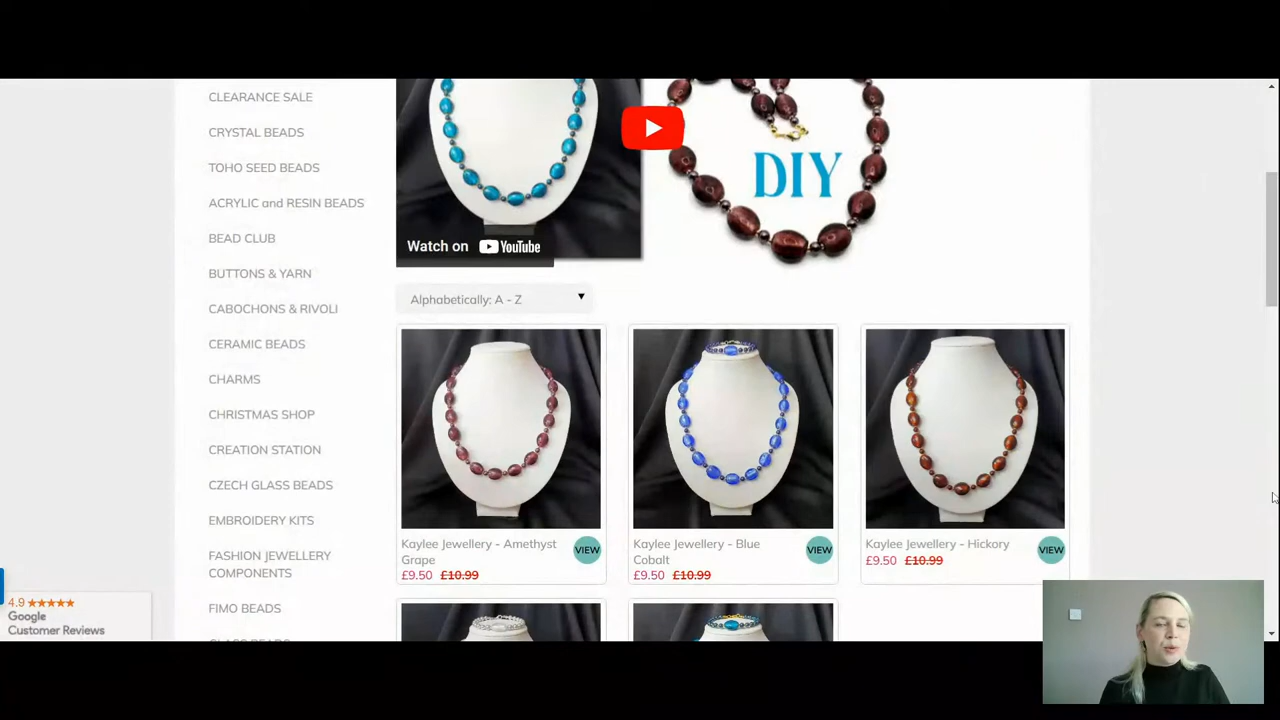 CLEARANCE SALE
CRYSTAL BEADS
TOHO SEED BEADS
ACRYLIC and RESIN BEADS
BEAD CLUB
BUTTONS & YARN
CABOCHONS & RIVOLI
CERAMIC BEADS
CHARMS
CHRISTMAS SHOP
CREATION STATION
CZECH GLASS BEADS
EMBROIDERY KITS
FASHION JEWELLERY
COMPONENTS
FIMO BEADS
DIY
Watch on YouTube
Alphabetically: A - Z
Kaylee Jewellery - Amethyst
Grape
£9.50 £10.99
VIEW
Kaylee Jewellery - Blue
Cobalt
£9.50 £10.99
VIEW
Kaylee Jewellery - Hickory
£9.50 £10.99
VIEW
4.9 ★★★★★
Google
Customer Reviews